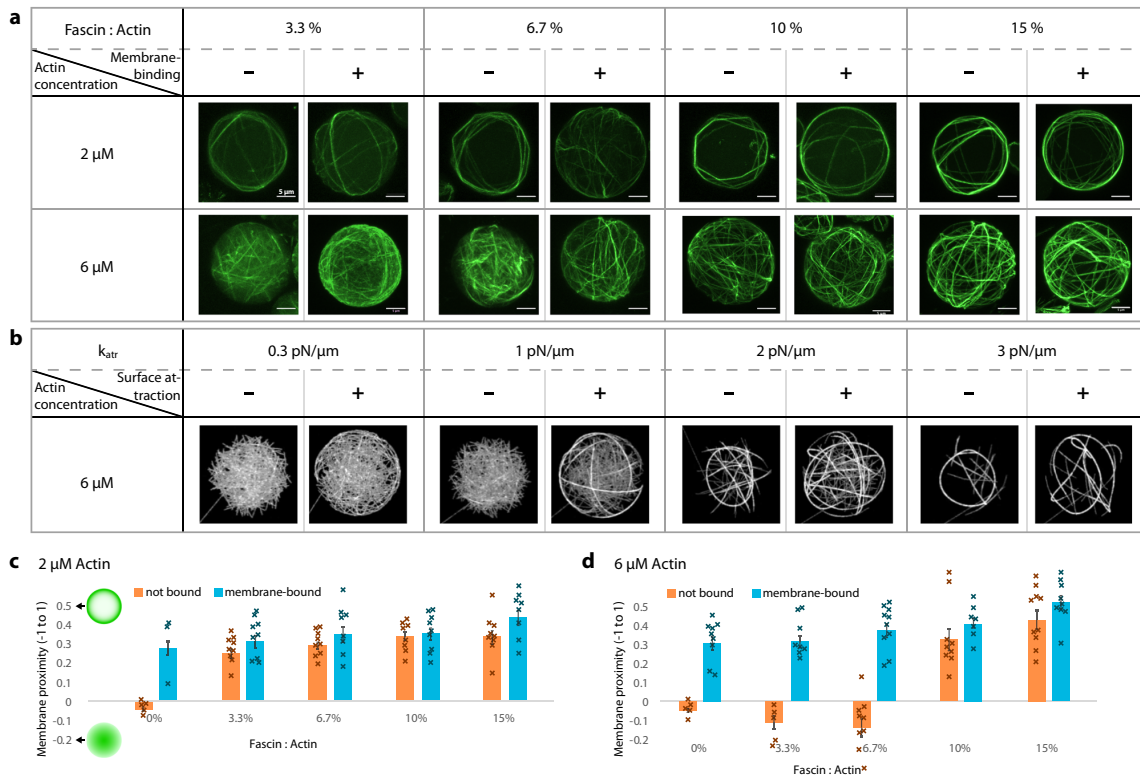 a
Fascin : Actin 3.3 % 6.7 % 10 % 15 %
Membrane-
binding
Actin
concentration
– + – + – + – +
2 µM
5 µm
6 µM
b
k_atr 0.3 pN/µm 1 pN/µm 2 pN/µm 3 pN/µm
Surface at-
traction
Actin
concentration
– + – + – + – +
6 µM
c 2 µM Actin
not bound membrane-bound
Membrane proximity (-1 to 1)
0.5
0.4
0.3
0.2
0.1
0
-0.1
-0.2
0% 3.3% 6.7% 10% 15%
Fascin : Actin
d 6 µM Actin
not bound membrane-bound
Membrane proximity (-1 to 1)
0.5
0.4
0.3
0.2
0.1
0
-0.1
-0.2
0% 3.3% 6.7% 10% 15%
Fascin : Actin